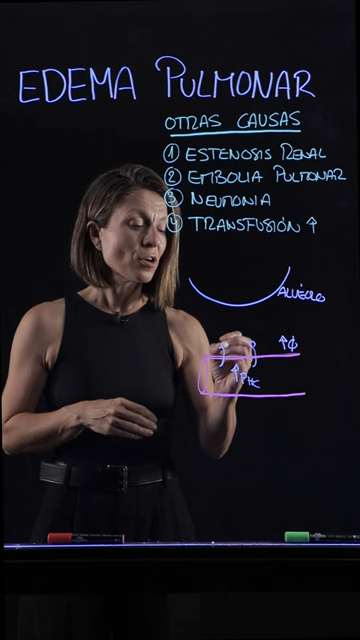 EDEMA PULMONAR
OTRAS CAUSAS
① ESTENOSIS RENAL
② EMBOLIA PULMONAR
③ NEUMONIA
④ TRANSFUSIÓN ↑
ALVÉOLO
↑ϕ
↑PHC